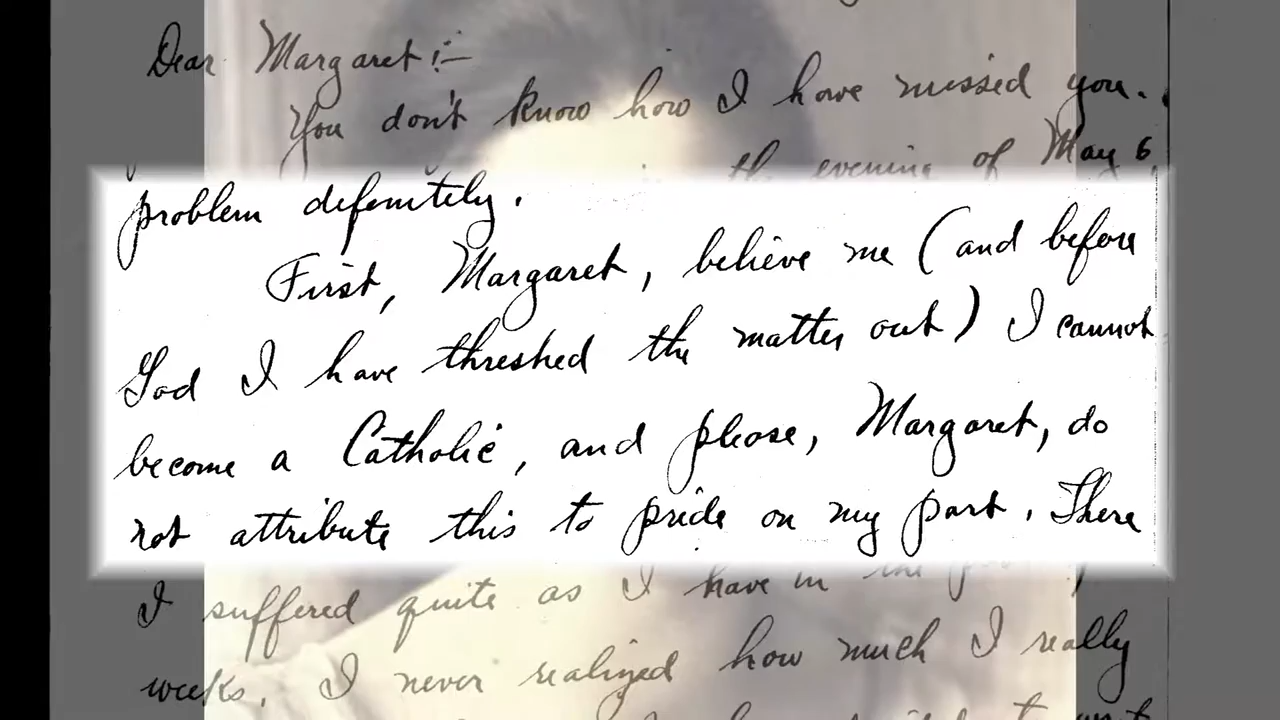 Dear Margaret:-
You don't know how I have missed you.
the evening of May 6
problem definitely.
First, Margaret, believe me (and before
God I have threshed the matter out) I cannot
become a Catholic, and please, Margaret, do
not attribute this to pride on my part. There
I suffered quite as I have in the
weeks. I never realized how much I really